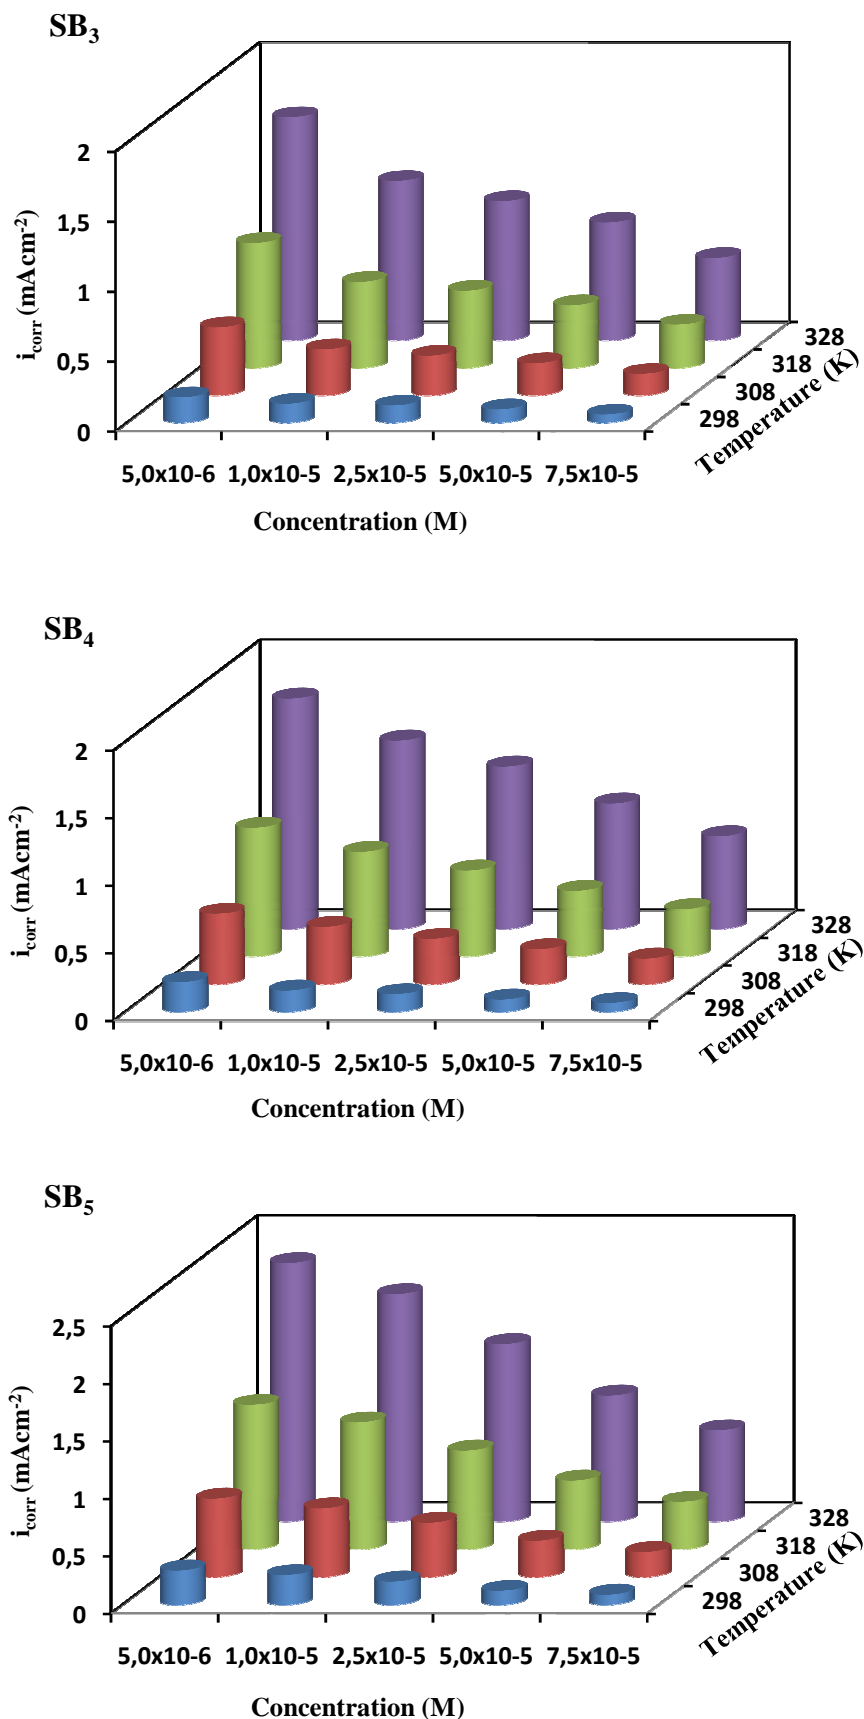 SB3
2
1,5
1
0,5
0
icorr (mAcm-2)
328
318
308
298
Temperature (K)
5,0x10-6 1,0x10-5 2,5x10-5 5,0x10-5 7,5x10-5
Concentration (M)
SB4
2
1,5
1
0,5
0
icorr (mAcm-2)
328
318
308
298
Temperature (K)
5,0x10-6 1,0x10-5 2,5x10-5 5,0x10-5 7,5x10-5
Concentration (M)
SB5
2,5
2
1,5
1
0,5
0
icorr (mAcm-2)
328
318
308
298
Temperature (K)
5,0x10-6 1,0x10-5 2,5x10-5 5,0x10-5 7,5x10-5
Concentration (M)